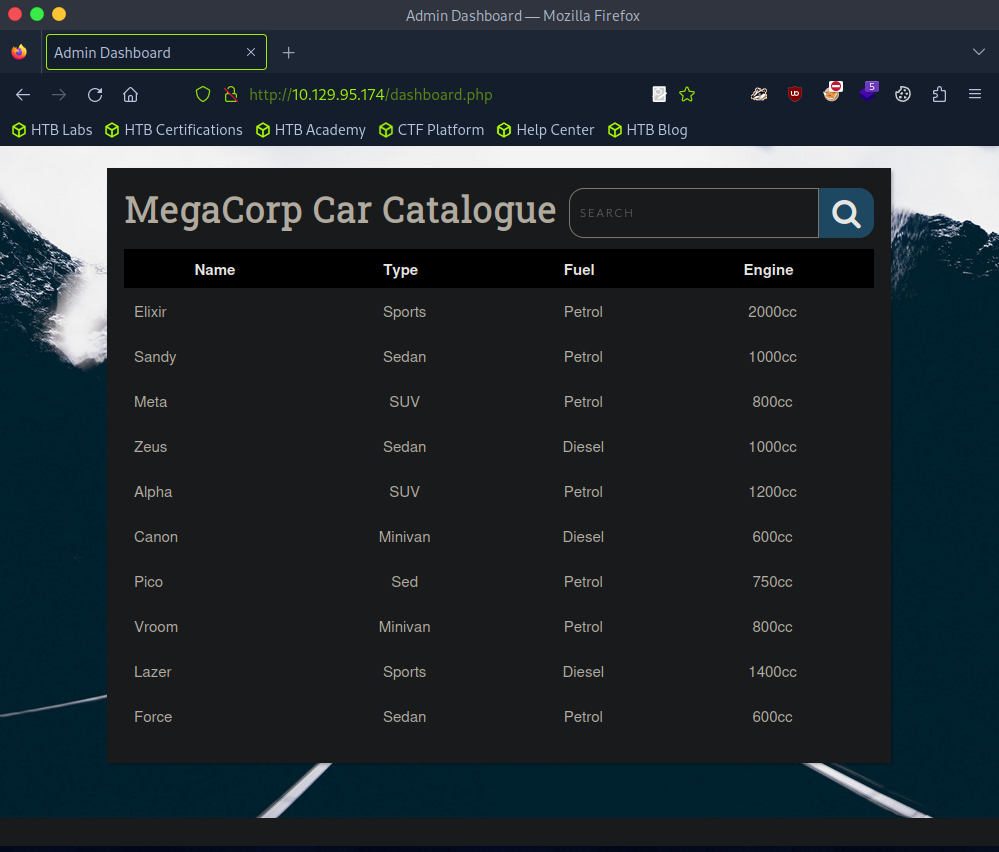 Admin Dashboard — Mozilla Firefox
Admin Dashboard
http://10.129.95.174/dashboard.php
UD
5
HTB Labs HTB Certifications HTB Academy CTF Platform Help Center HTB Blog
MegaCorp Car Catalogue SEARCH
Name Type Fuel Engine
Elixir Sports Petrol 2000cc
Sandy Sedan Petrol 1000cc
Meta SUV Petrol 800cc
Zeus Sedan Diesel 1000cc
Alpha SUV Petrol 1200cc
Canon Minivan Diesel 600cc
Pico Sed Petrol 750cc
Vroom Minivan Petrol 800cc
Lazer Sports Diesel 1400cc
Force Sedan Petrol 600cc